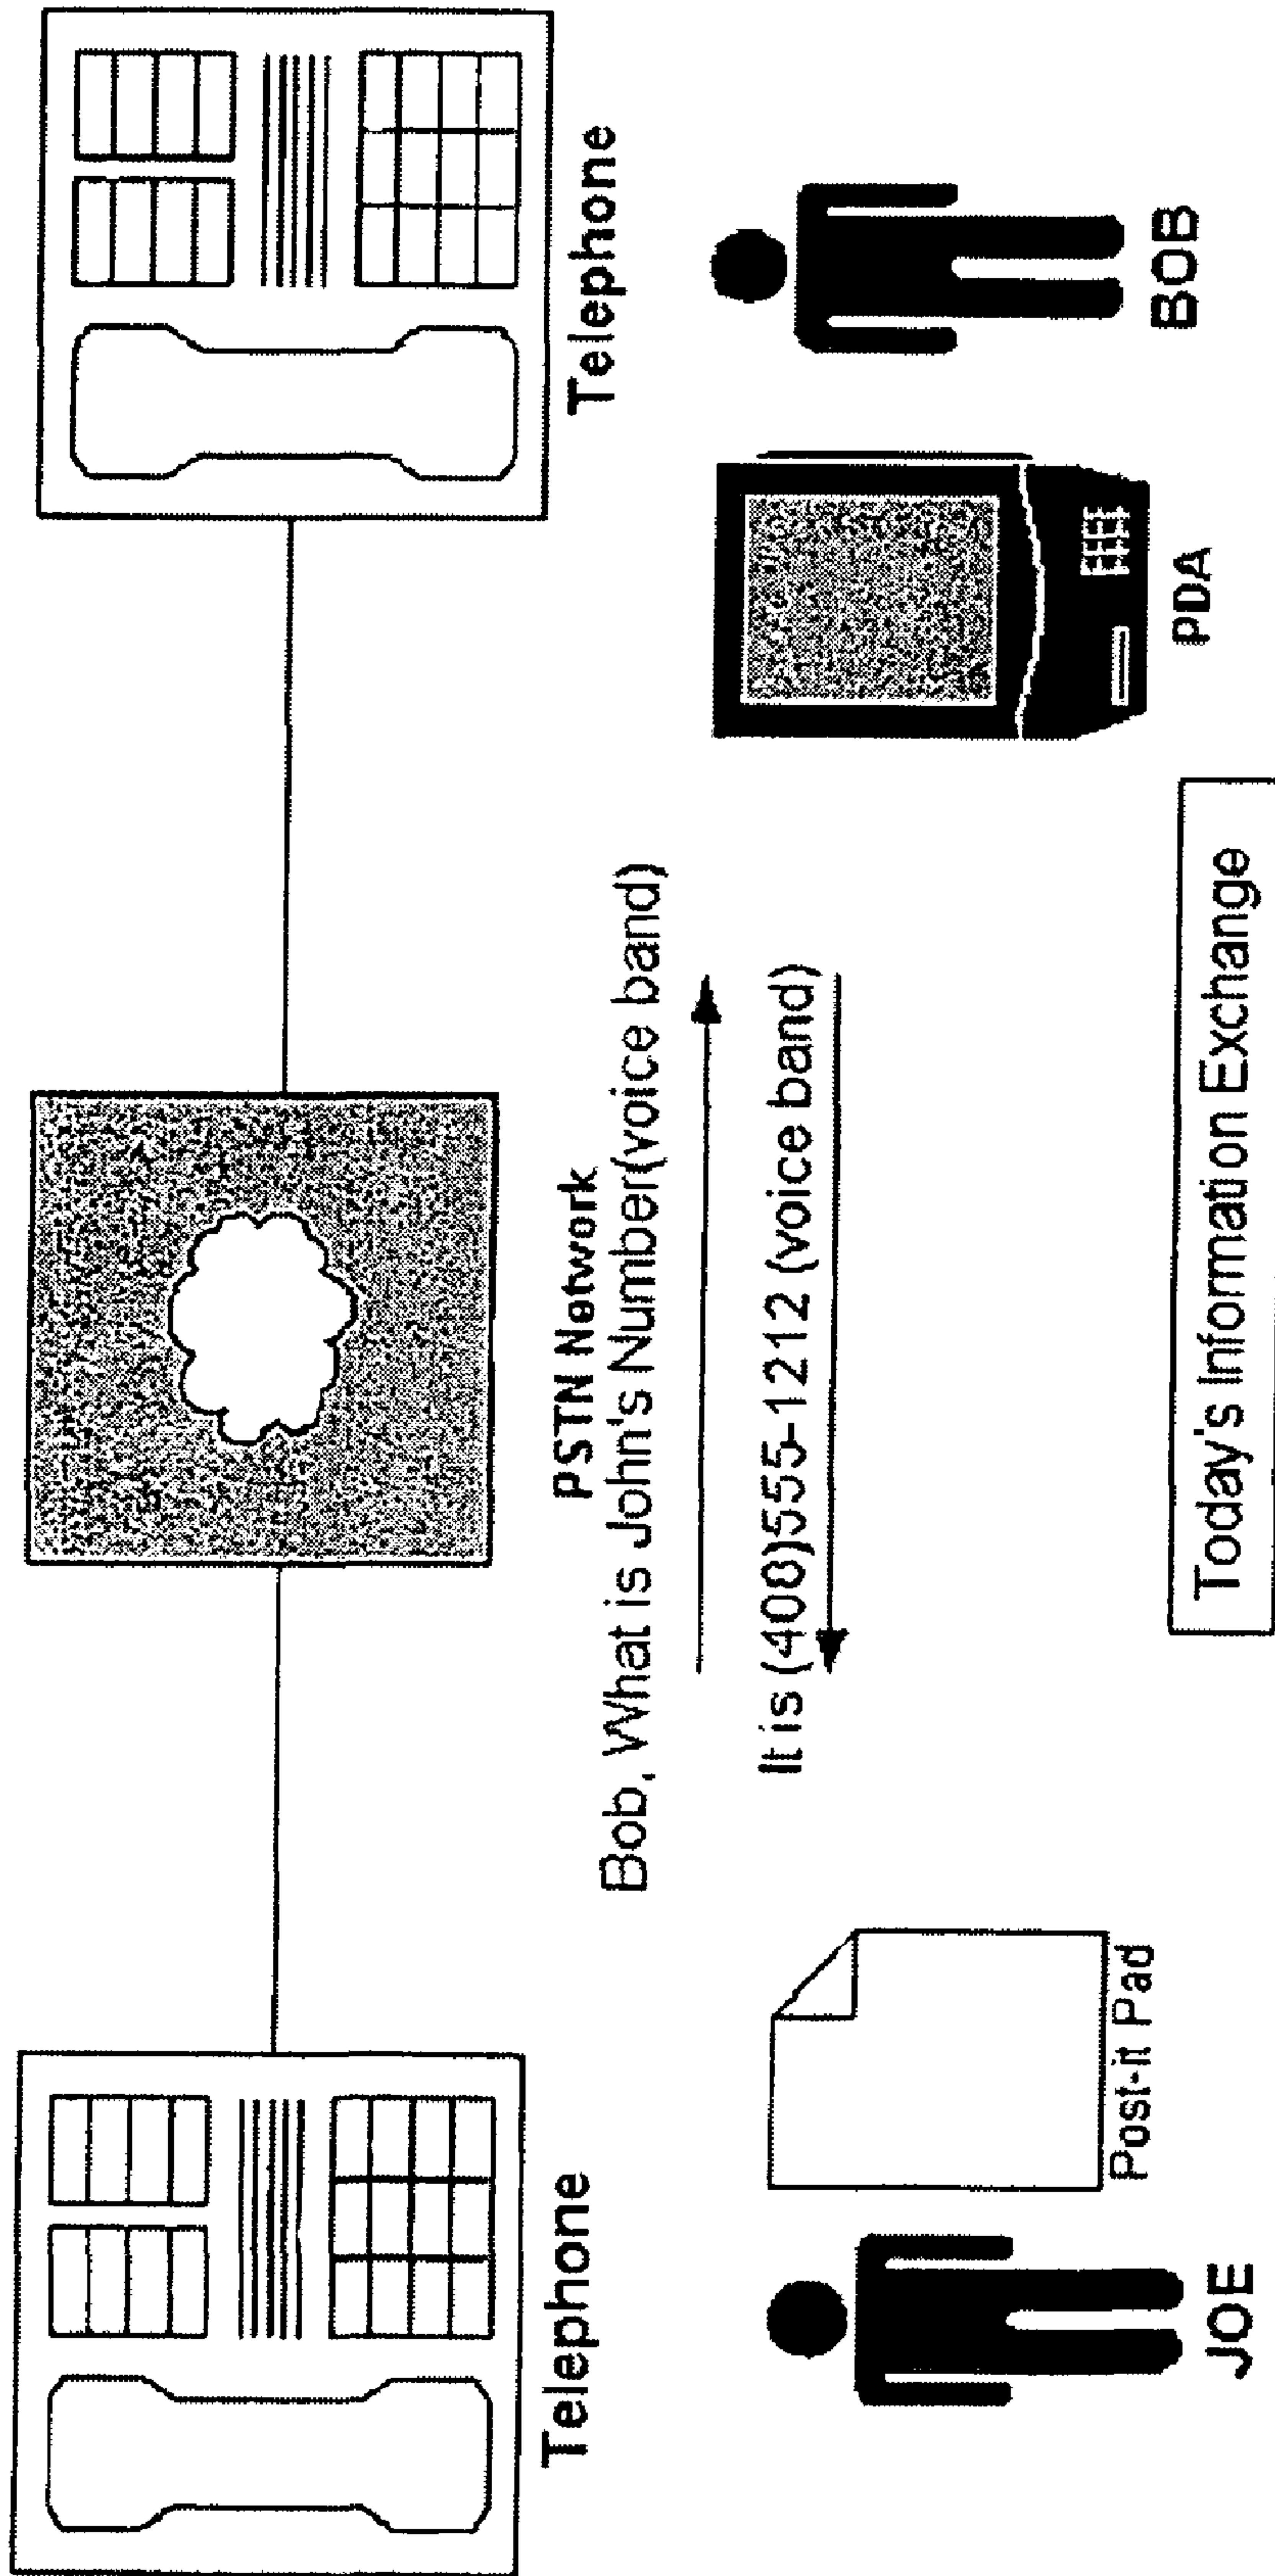 Telephone
PSTN Network
Telephone
Bob, What is John's Number(voice band)
It is (408)555-1212 (voice band)
Post-it Pad
JOE
PDA
BOB
Today's Information Exchange